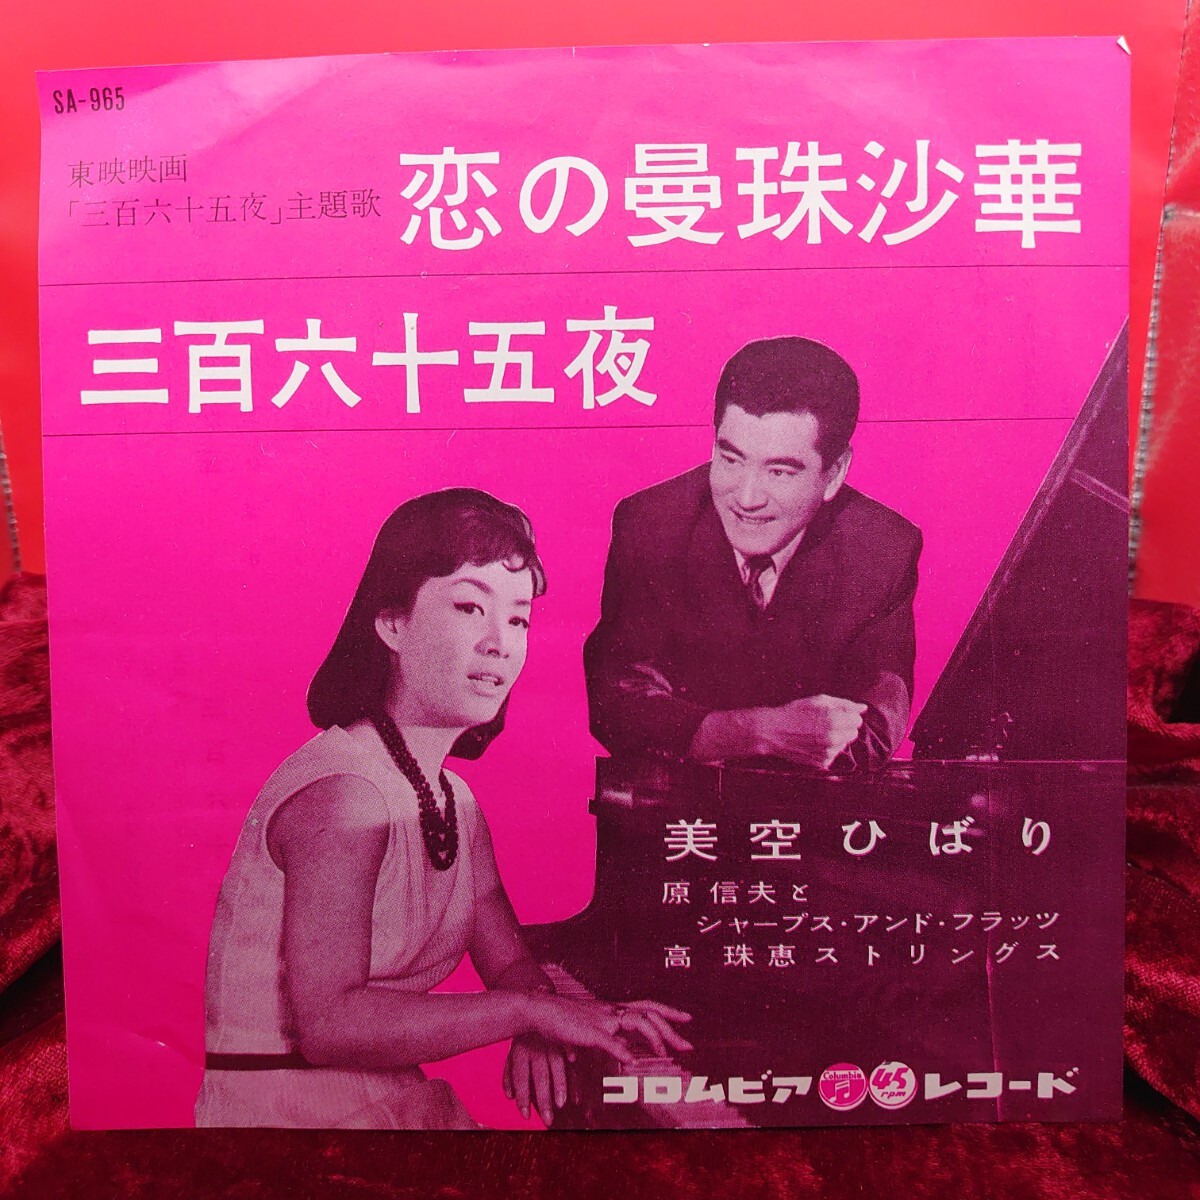 SA-965
東映映画
「三百六十五夜」主題歌
恋の曼珠沙華
三百六十五夜
美空ひばり
原信夫と
シャープス・アンド・フラッツ
高珠恵ストリングス
コロムビア Columbia 45 rpm レコード